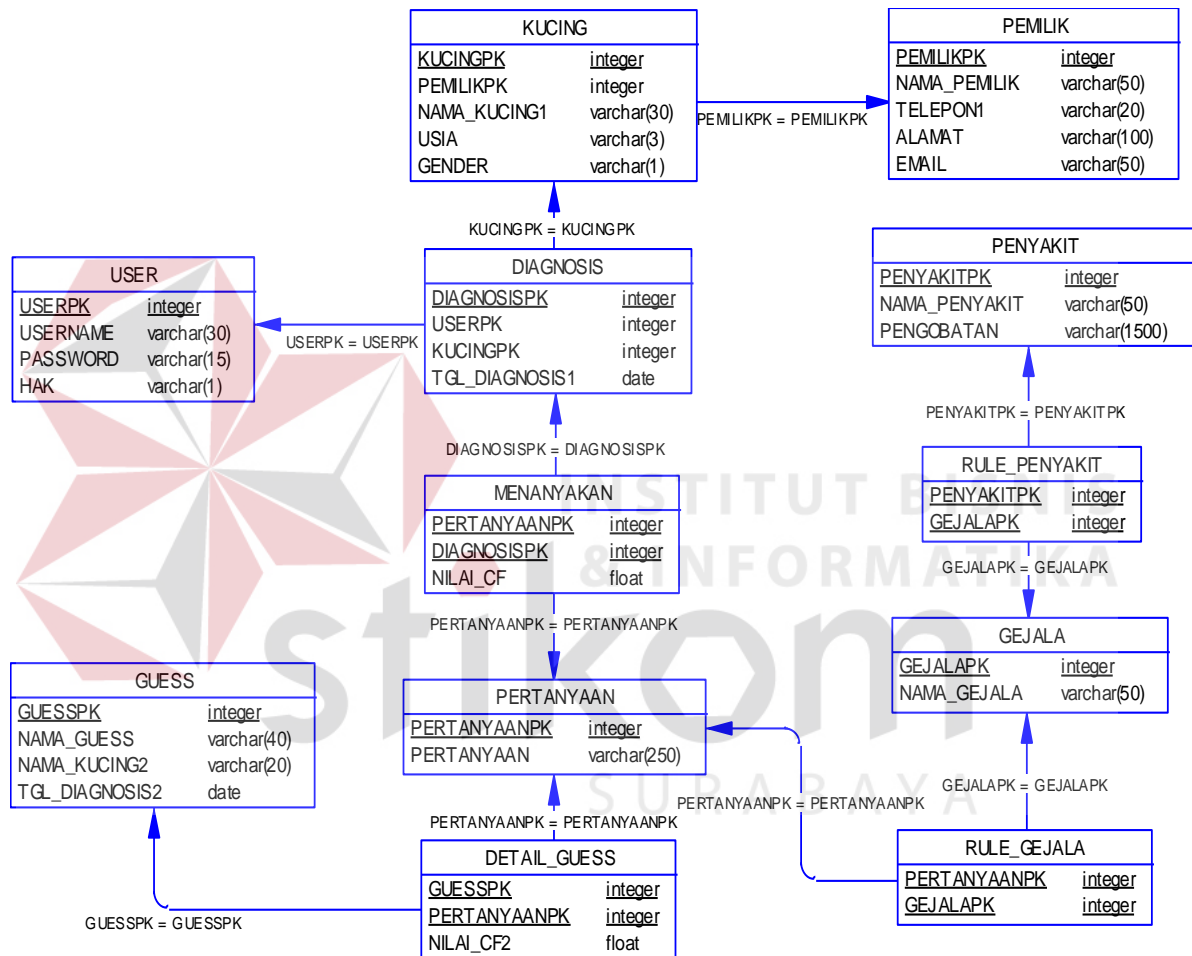 KUCING
KUCINGPK integer
PEMILIKPK integer
NAMA_KUCING1 varchar(30)
USIA varchar(3)
GENDER varchar(1)
PEMILIKPK = PEMILIKPK
PEMILIK
PEMILIKPK integer
NAMA_PEMILIK varchar(50)
TELEPON1 varchar(20)
ALAMAT varchar(100)
EMAIL varchar(50)
KUCINGPK = KUCINGPK
USER
USERPK integer
USERNAME varchar(30)
PASSWORD varchar(15)
HAK varchar(1)
USERPK = USERPK
DIAGNOSIS
DIAGNOSISPK integer
USERPK integer
KUCINGPK integer
TGL_DIAGNOSIS1 date
PENYAKIT
PENYAKITPK integer
NAMA_PENYAKIT varchar(50)
PENGOBATAN varchar(1500)
DIAGNOSISPK = DIAGNOSISPK
PENYAKITPK = PENYAKITPK
MENANYAKAN
PERTANYAANPK integer
DIAGNOSISPK integer
NILAI_CF float
RULE_PENYAKIT
PENYAKITPK integer
GEJALAPK integer
INSTITUT BISNIS
& INFORMATIKA
stikom
SURABAYA
PERTANYAANPK = PERTANYAANPK
GEJALAPK = GEJALAPK
GEJALA
GEJALAPK integer
NAMA_GEJALA varchar(50)
GUESS
GUESSPK integer
NAMA_GUESS varchar(40)
NAMA_KUCING2 varchar(20)
TGL_DIAGNOSIS2 date
PERTANYAAN
PERTANYAANPK integer
PERTANYAAN varchar(250)
PERTANYAANPK = PERTANYAANPK
PERTANYAANPK = PERTANYAANPK
GEJALAPK = GEJALAPK
GUESSPK = GUESSPK
DETAIL_GUESS
GUESSPK integer
PERTANYAANPK integer
NILAI_CF2 float
RULE_GEJALA
PERTANYAANPK integer
GEJALAPK integer